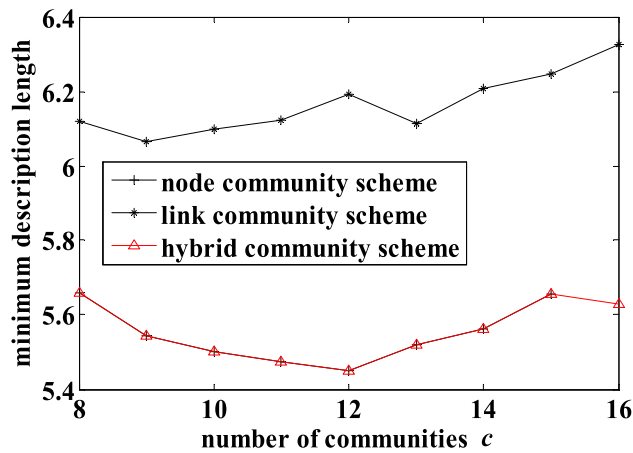 6.4
6.2
6
5.8
5.6
5.4
minimum description length
node community scheme
link community scheme
hybrid community scheme
8 10 12 14 16
number of communities c